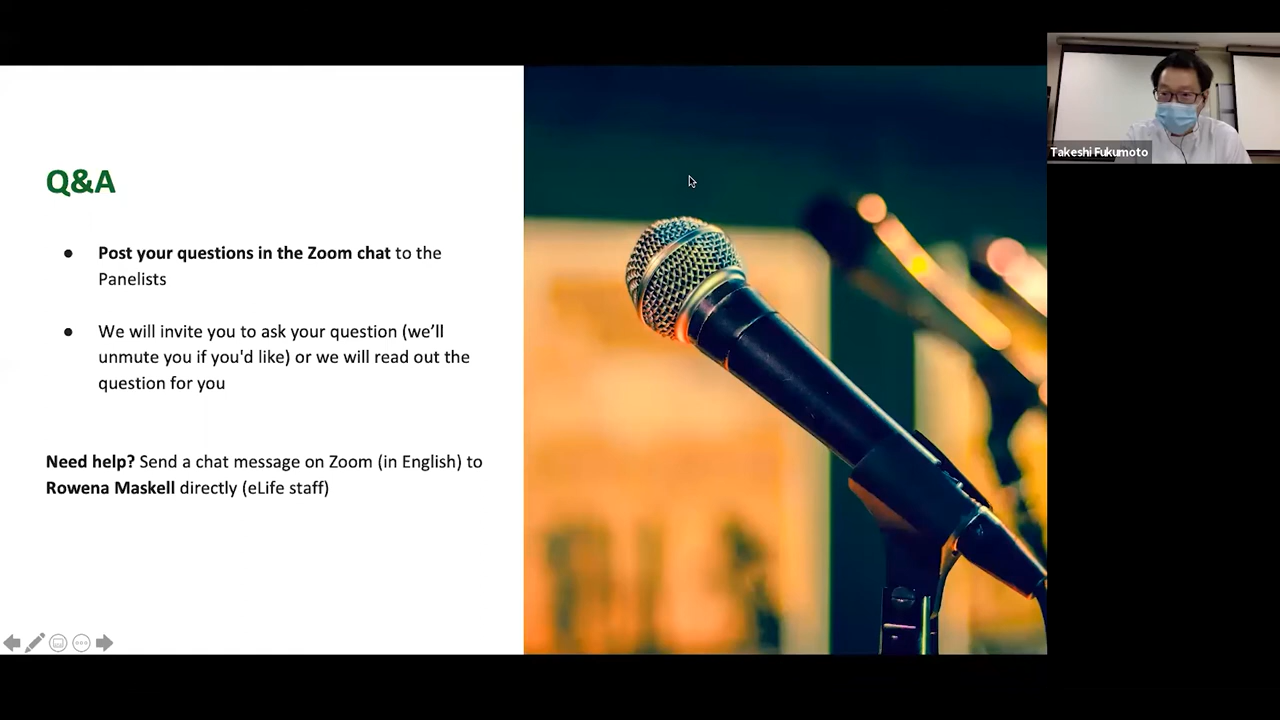 Q&A
● Post your questions in the Zoom chat to the
Panelists
● We will invite you to ask your question (we’ll
unmute you if you'd like) or we will read out the
question for you
Need help? Send a chat message on Zoom (in English) to
Rowena Maskell directly (eLife staff)
Takeshi Fukumoto